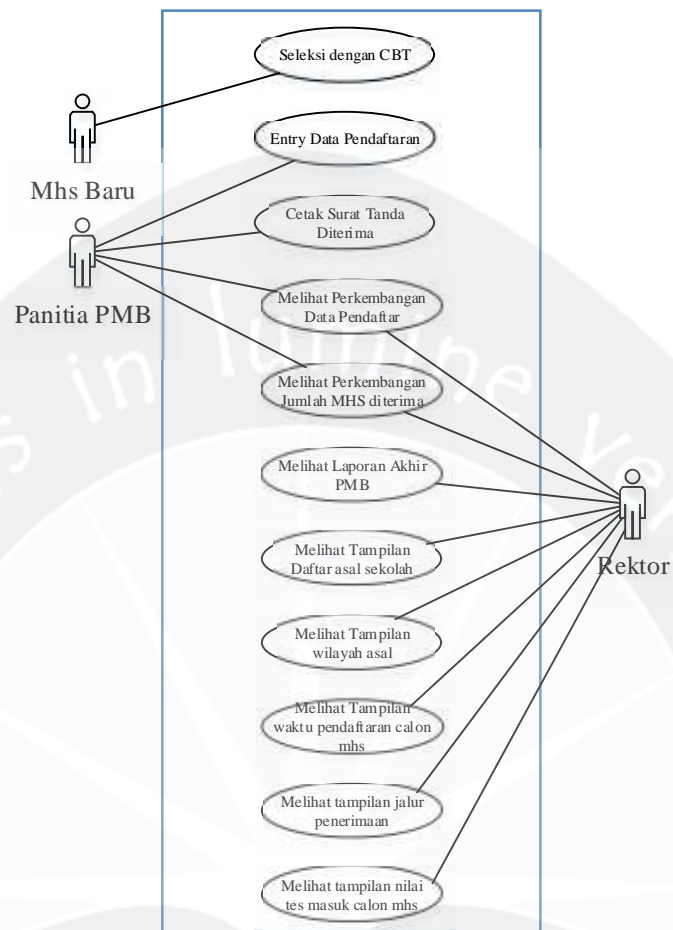 Seleksi dengan CBT
Entry Data Pendaftaran
Mhs Baru
Cetak Surat Tanda
Diterima
Panitia PMB
Melihat Perkembangan
Data Pendaftar
Melihat Perkembangan
Jumlah MHS diterima
Melihat Laporan Akhir
PMB
Melihat Tampilan
Daftar asal sekolah
Rektor
Melihat Tampilan
wilayah asal
Melihat Tampilan
waktu pendaftaran calon
mhs
Melihat tampilan jalur
penerimaan
Melihat tampilan nilai
tes masuk calon mhs
in lumine